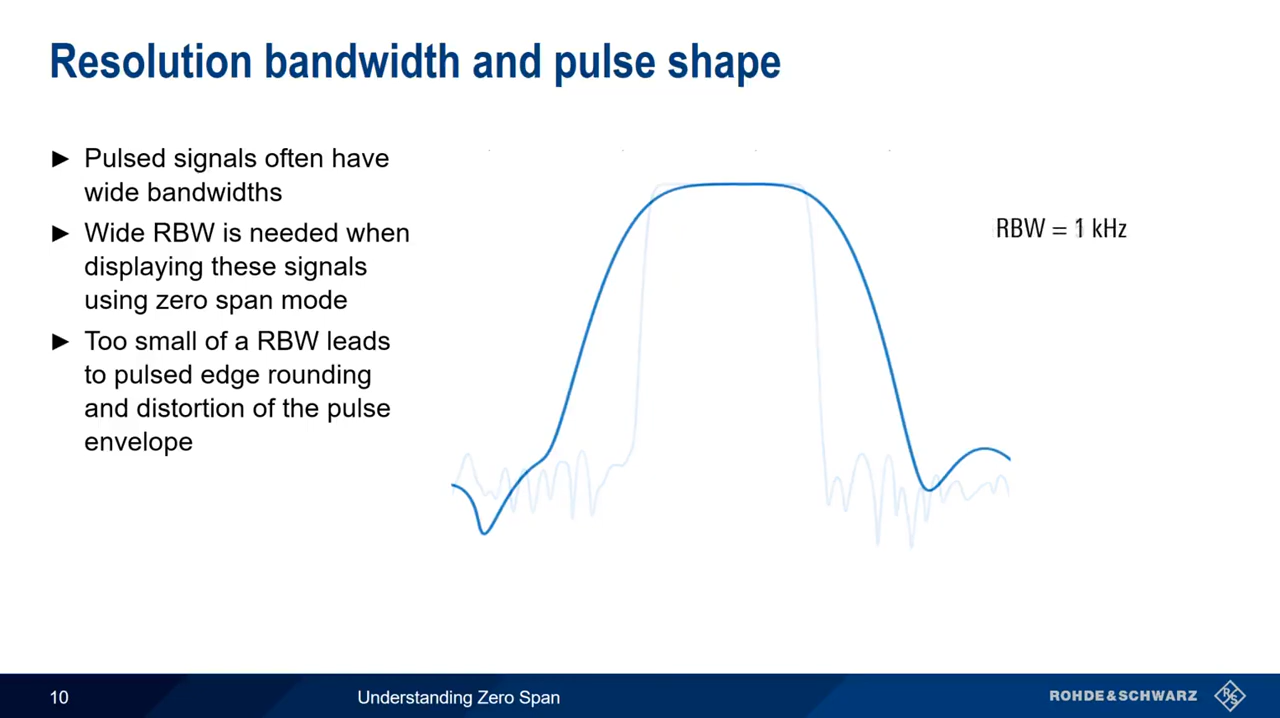 Resolution bandwidth and pulse shape
► Pulsed signals often have
wide bandwidths
► Wide RBW is needed when
displaying these signals
using zero span mode
► Too small of a RBW leads
to pulsed edge rounding
and distortion of the pulse
envelope
RBW = 1 kHz
10
Understanding Zero Span
ROHDE&SCHWARZ
R&S